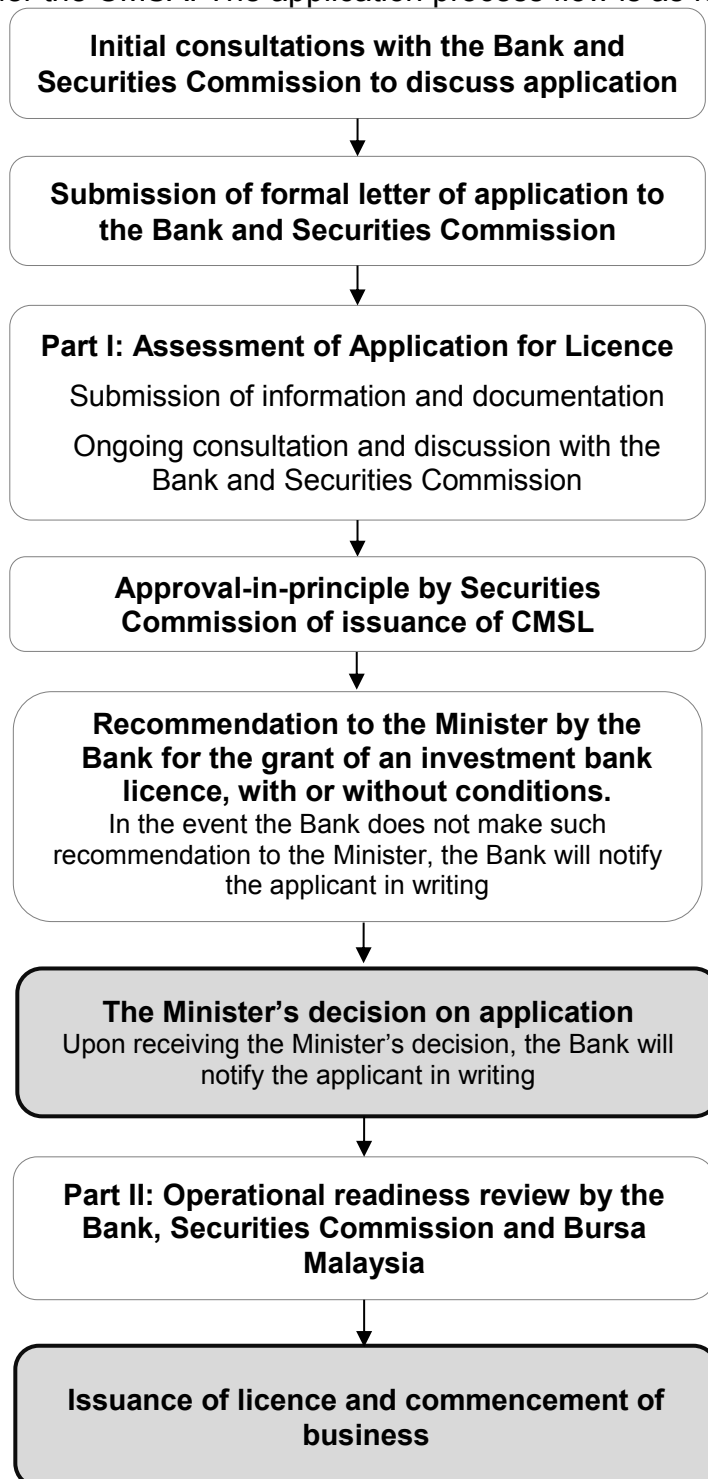 The application process flow is as
Initial consultations with the Bank and
Securities Commission to discuss application
Submission of formal letter of application to
the Bank and Securities Commission
Part I: Assessment of Application for Licence
Submission of information and documentation
Ongoing consultation and discussion with the
Bank and Securities Commission
Approval-in-principle by Securities
Commission of issuance of CMSL
Recommendation to the Minister by the
Bank for the grant of an investment bank
licence, with or without conditions.
In the event the Bank does not make such
recommendation to the Minister, the Bank will notify
the applicant in writing
The Minister’s decision on application
Upon receiving the Minister’s decision, the Bank will
notify the applicant in writing
Part II: Operational readiness review by the
Bank, Securities Commission and Bursa
Malaysia
Issuance of licence and commencement of
business